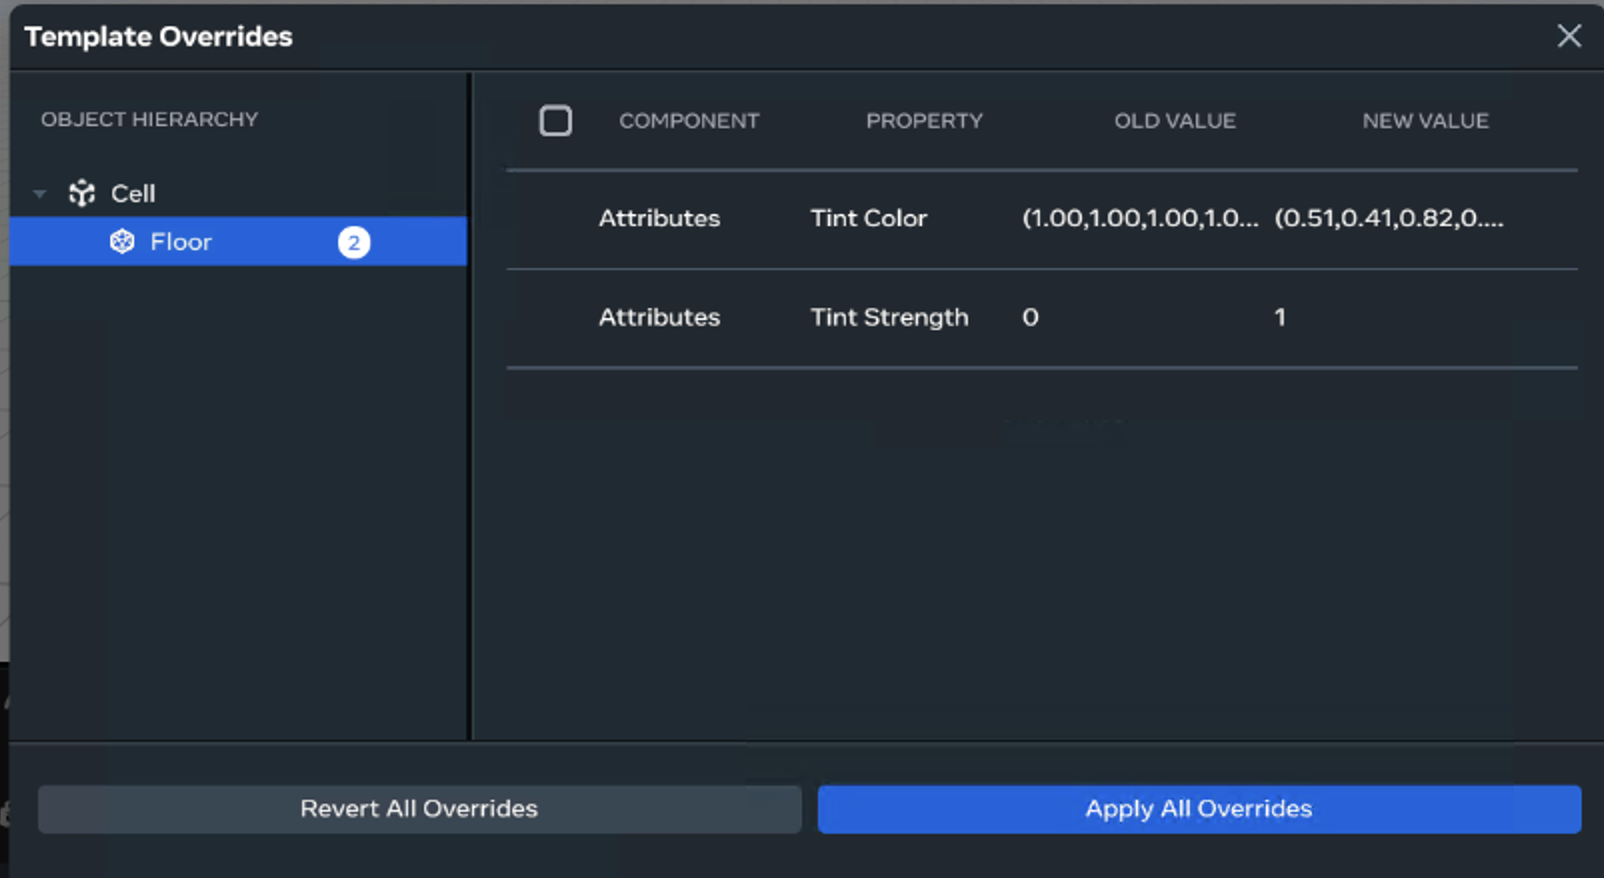 Template Overrides
OBJECT HIERARCHY
Cell
Floor 2
COMPONENT PROPERTY OLD VALUE NEW VALUE
Attributes Tint Color (1.00,1.00,1.00,1.0... (0.51,0.41,0.82,0....
Attributes Tint Strength 0 1
Revert All Overrides Apply All Overrides